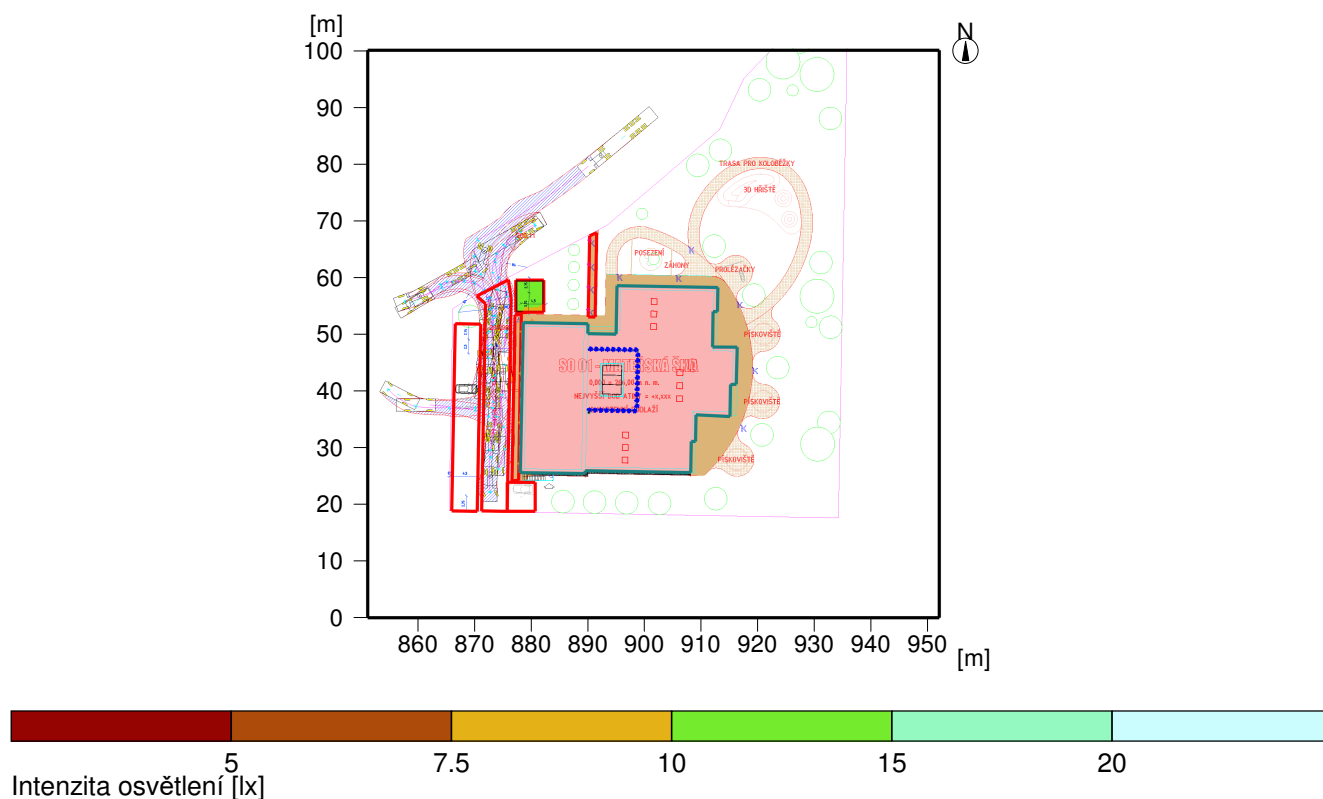 [m]
N
100
90
80
70
60
50
40
30
20
10
0
TRASA PRO KOLOBĚŽKY
3D HŘIŠTĚ
POSEZENÍ
ZÁHONY
PROLÉZAČKY
PÍSKOVIŠTĚ
SO 01 - MATEŘSKÁ
PÍSKOVIŠTĚ
PÍSKOVIŠTĚ
860 870 880 890 900 910 920 930 940 950
[m]
5 7.5 10 15 20
Intenzita osvětlení [lx]